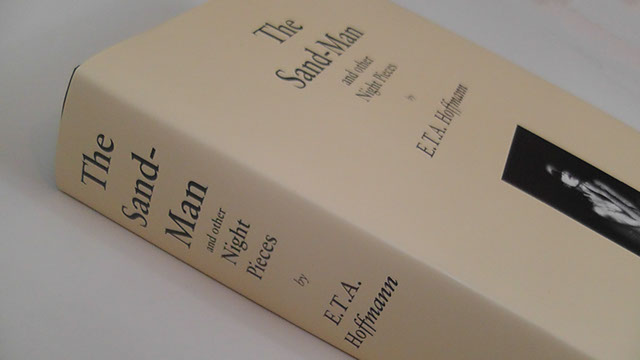 The
Sand-Man
and other
Night Pieces
by
E.T.A. Hoffmann
The
Sand-
Man
and other
Night
Pieces
by
E.T.A.
Hoffmann